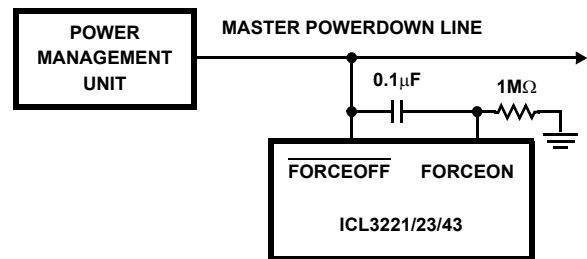 POWER
MANAGEMENT
UNIT
MASTER POWERDOWN LINE
0.1μF
1MΩ
FORCEOFF FORCEON
ICL3221/23/43